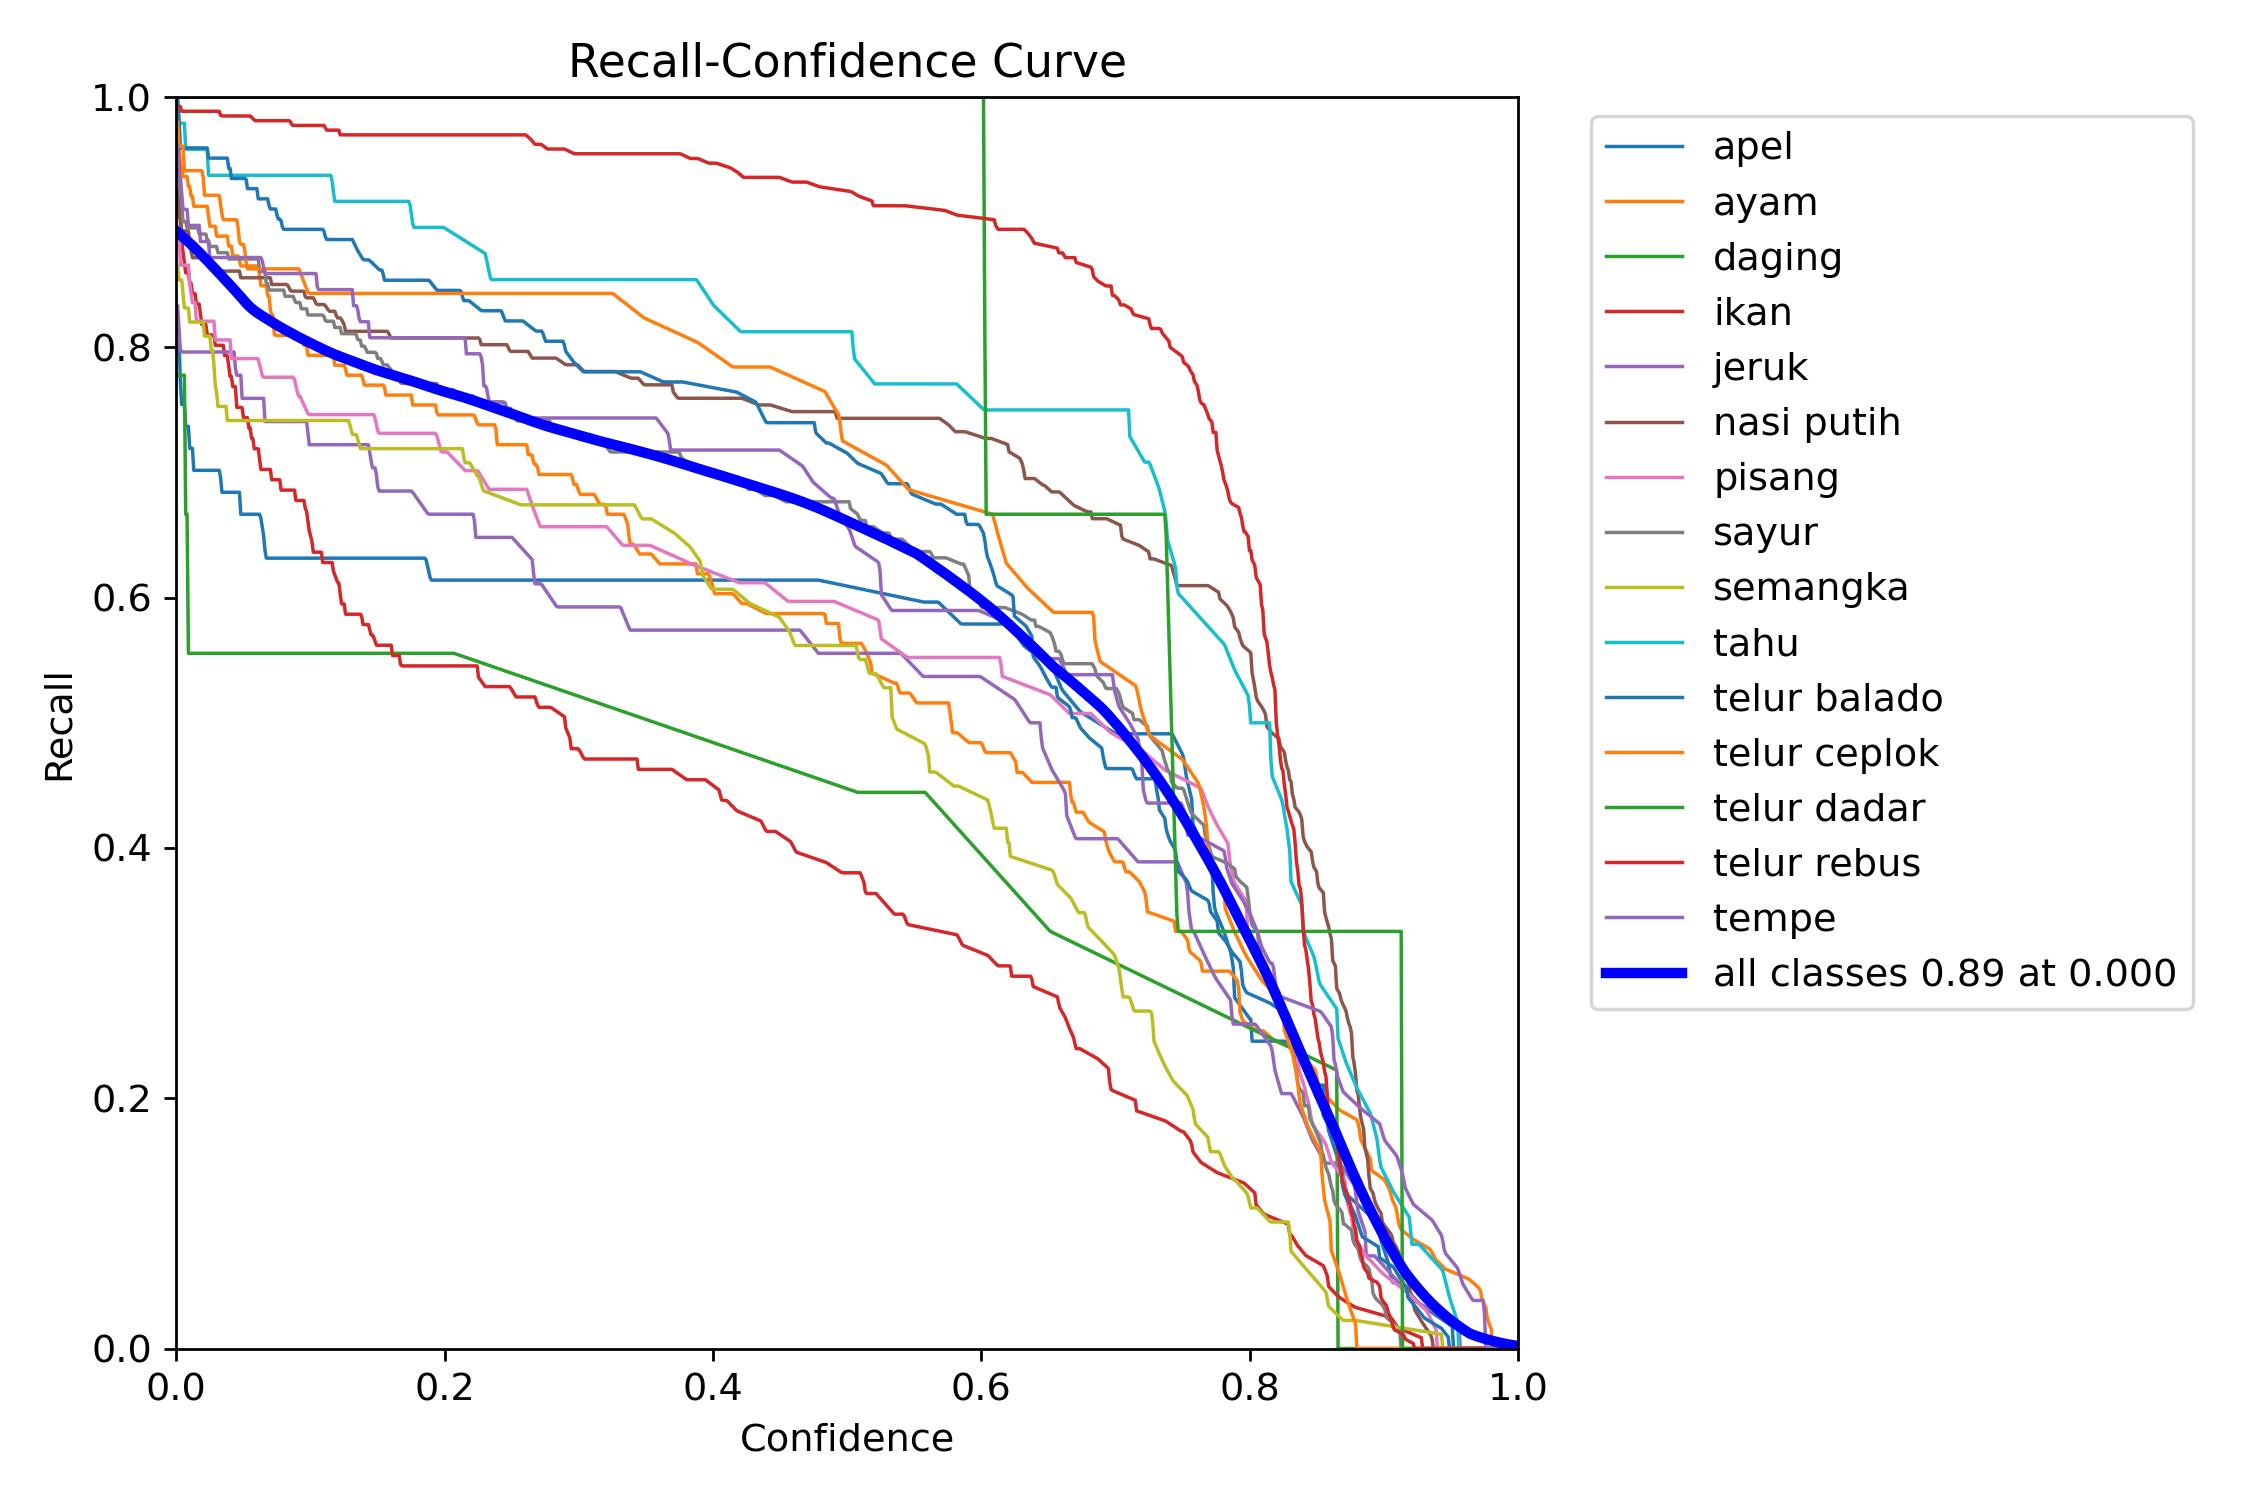 Recall-Confidence Curve
1.0
0.8
0.6
0.4
0.2
0.0
Recall
0.0 0.2 0.4 0.6 0.8 1.0
Confidence
apel
ayam
daging
ikan
jeruk
nasi putih
pisang
sayur
semangka
tahu
telur balado
telur ceplok
telur dadar
telur rebus
tempe
all classes 0.89 at 0.000